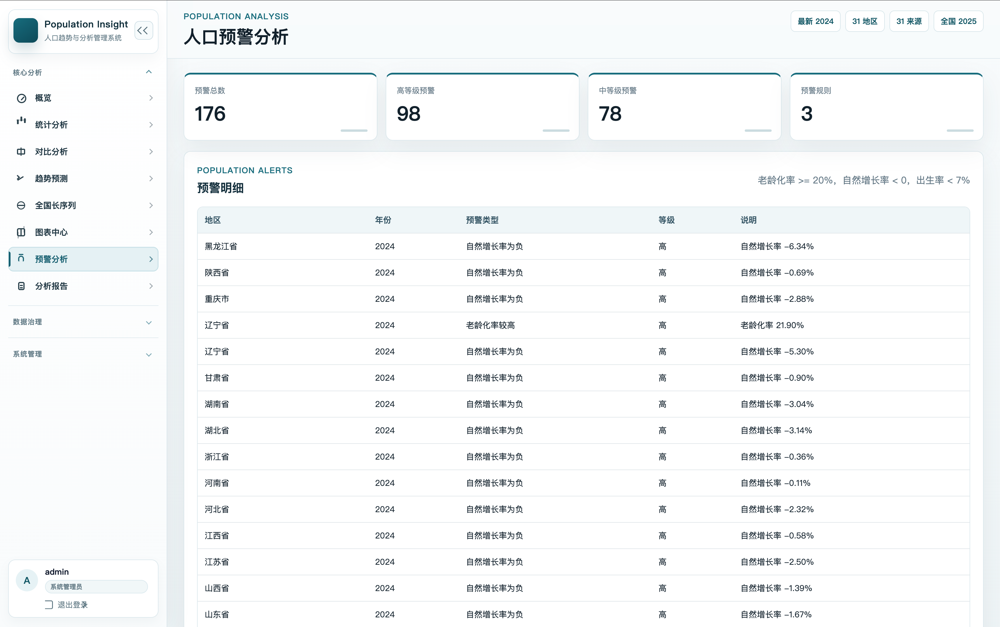 Population Insight
人口趋势与分析管理系统
核心分析
概览
统计分析
对比分析
趋势预测
全国长序列
图表中心
预警分析
分析报告
数据治理
系统管理
A
admin
系统管理员
退出登录
POPULATION ANALYSIS
人口预警分析
最新 2024
31 地区
31 来源
全国 2025
预警总数
176
高等级预警
98
中等级预警
78
预警规则
3
POPULATION ALERTS
预警明细
老龄化率 >= 20%，自然增长率 < 0，出生率 < 7%
地区 年份 预警类型 等级 说明
黑龙江省 2024 自然增长率为负 高 自然增长率 -6.34%
陕西省 2024 自然增长率为负 高 自然增长率 -0.69%
重庆市 2024 自然增长率为负 高 自然增长率 -2.88%
辽宁省 2024 老龄化率较高 高 老龄化率 21.90%
辽宁省 2024 自然增长率为负 高 自然增长率 -5.30%
甘肃省 2024 自然增长率为负 高 自然增长率 -0.90%
湖南省 2024 自然增长率为负 高 自然增长率 -3.04%
湖北省 2024 自然增长率为负 高 自然增长率 -3.14%
浙江省 2024 自然增长率为负 高 自然增长率 -0.36%
河南省 2024 自然增长率为负 高 自然增长率 -0.11%
河北省 2024 自然增长率为负 高 自然增长率 -2.32%
江西省 2024 自然增长率为负 高 自然增长率 -0.58%
江苏省 2024 自然增长率为负 高 自然增长率 -2.50%
山西省 2024 自然增长率为负 高 自然增长率 -1.39%
山东省 2024 自然增长率为负 高 自然增长率 -1.67%